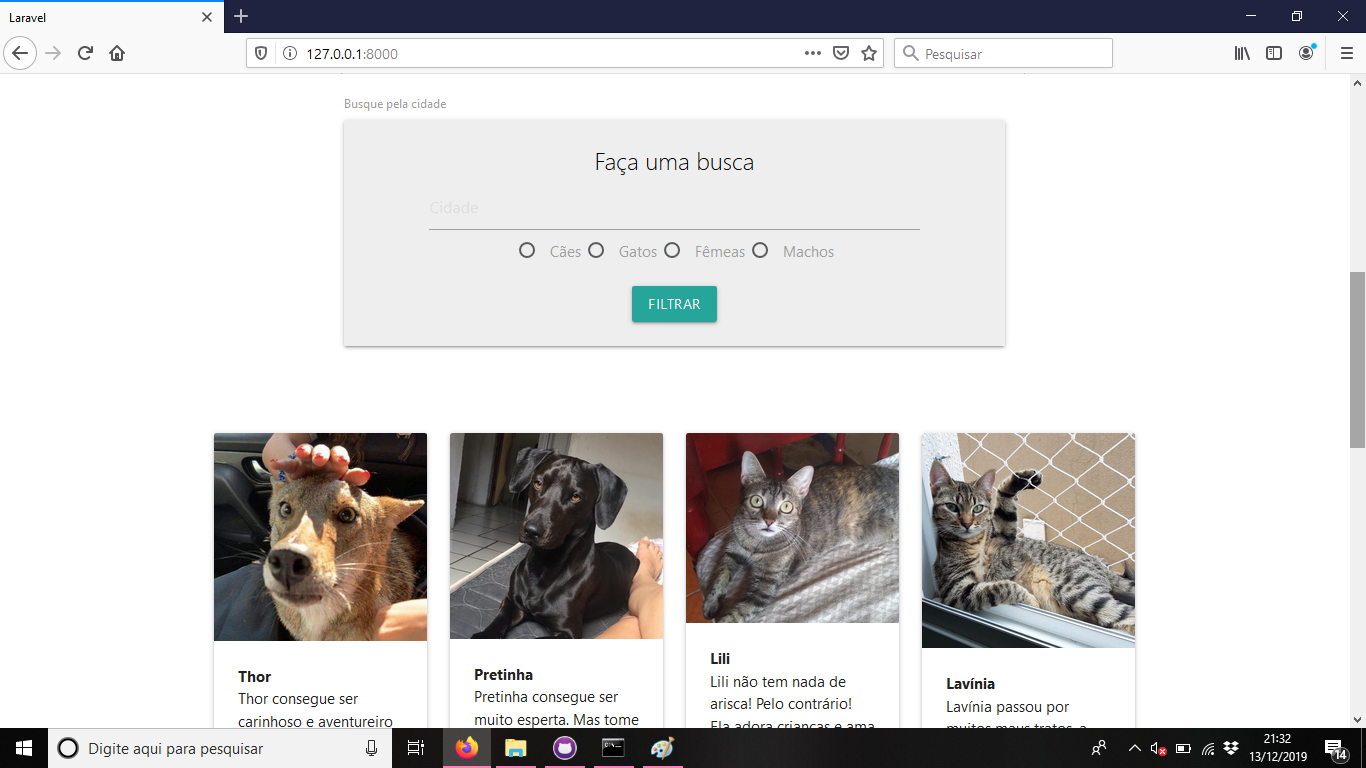 Laravel
127.0.0.1:8000
Pesquisar
Busque pela cidade
Faça uma busca
Cidade
Cães Gatos Fêmeas Machos
FILTRAR
Thor
Thor consegue ser
carinhoso e aventureiro
Pretinha
Pretinha consegue ser
muito esperta. Mas tome
Lili
Lili não tem nada de
arisca! Pelo contrário!
Ela adora crianças e ama
Lavínia
Lavínia passou por
muitos maus tratos, a
Digite aqui para pesquisar
21:32
13/12/2019
14